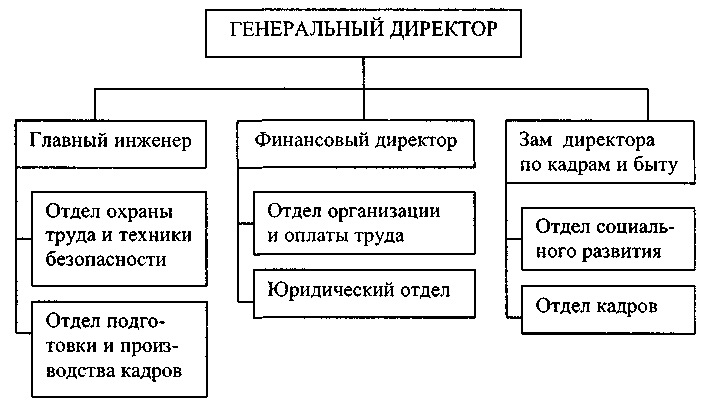 ГЕНЕРАЛЬНЫЙ ДИРЕКТОР
Главный инженер
Отдел охраны
труда и техники
безопасности
Отдел подго-
товки и произ-
водства кадров
Финансовый директор
Отдел организации
и оплаты труда
Юридический отдел
Зам директора
по кадрам и быту
Отдел социаль-
ного развития
Отдел кадров